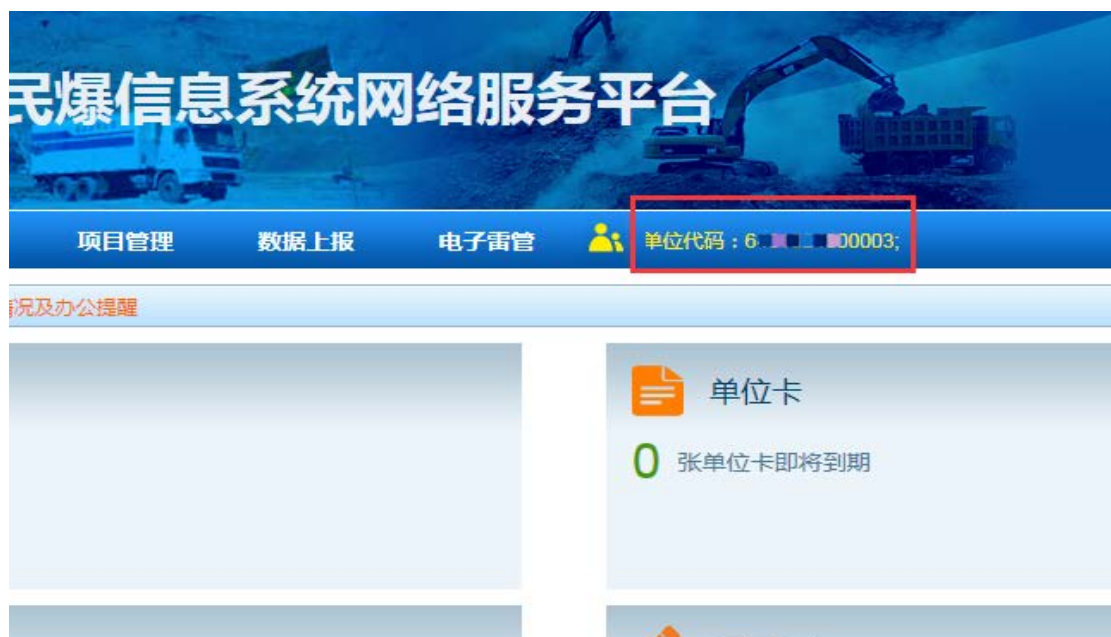 民爆信息系统网络服务平台
项目管理 数据上报 电子雷管 单位代码：6 00003;
情况及办公提醒
单位卡
0 张单位卡即将到期